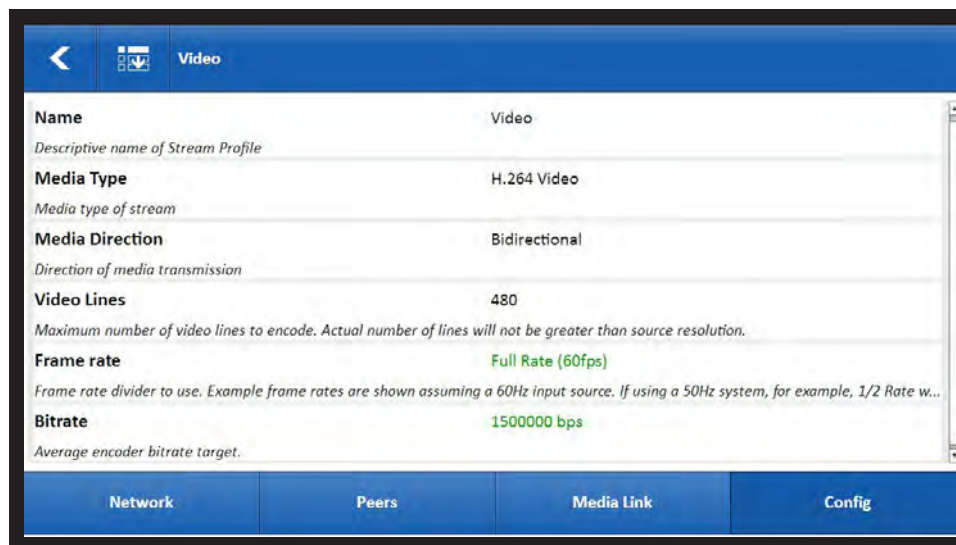 Video
Name Video
Descriptive name of Stream Profile
Media Type H.264 Video
Media type of stream
Media Direction Bidirectional
Direction of media transmission
Video Lines 480
Maximum number of video lines to encode. Actual number of lines will not be greater than source resolution.
Frame rate Full Rate (60fps)
Frame rate divider to use. Example frame rates are shown assuming a 60Hz input source. If using a 50Hz system, for example, 1/2 Rate w...
Bitrate 1500000 bps
Average encoder bitrate target.
Network Peers Media Link Config